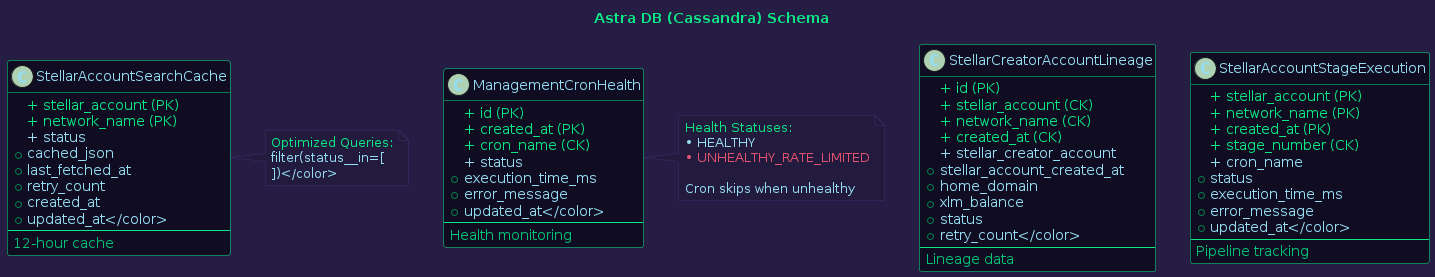 Astra DB (Cassandra) Schema
C StellarAccountSearchCache
+ stellar_account (PK)
+ network_name (PK)
+ status
cached_json
last_fetched_at
retry_count
created_at
updated_at</color>
12-hour cache
Optimized Queries:
filter(status__in=[
])</color>
C ManagementCronHealth
+ id (PK)
+ created_at (PK)
+ cron_name (CK)
+ status
execution_time_ms
error_message
updated_at</color>
Health monitoring
Health Statuses:
• HEALTHY
• UNHEALTHY_RATE_LIMITED
Cron skips when unhealthy
C StellarCreatorAccountLineage
+ id (PK)
+ stellar_account (CK)
+ network_name (CK)
+ created_at (CK)
+ stellar_creator_account
stellar_account_created_at
home_domain
xlm_balance
status
retry_count</color>
Lineage data
C StellarAccountStageExecution
+ stellar_account (PK)
+ network_name (PK)
+ created_at (PK)
+ stage_number (CK)
+ cron_name
status
execution_time_ms
error_message
updated_at</color>
Pipeline tracking